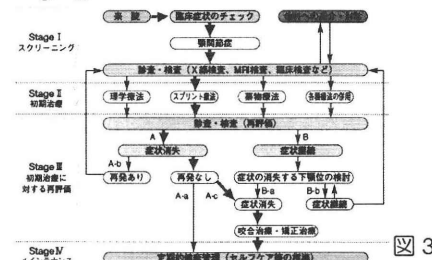 来院
臨床症状のチェック
Stage Ⅰ
スクリーニング
顎関節症
診査・検査(X線検査、MRI検査、臨床検査など)
Stage Ⅱ
初期治療
理学療法
スプリント療法
薬物療法
各種療法の併用
診査・検査(再評価)
A
B
症状消失
症状継続
Stage Ⅲ
初期治療に
対する再評価
A-b
再発あり
再発なし
症状の消失する下顎位の検討
A-a
A-c
B-a
B-b
症状消失
症状継続
咬合治療・矯正治療
図 3
Stage Ⅳ